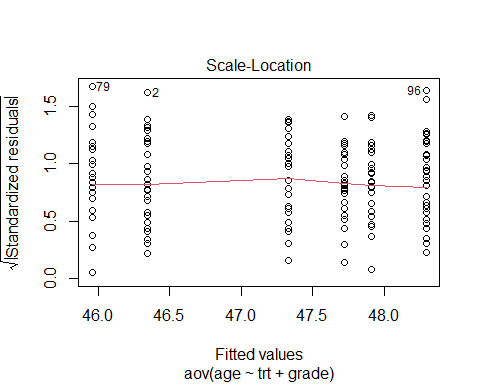 Scale-Location
√|Standardized residuals|
1.5
1.0
0.5
0.0
79
2
96
46.0 46.5 47.0 47.5 48.0
Fitted values
aov(age ~ trt + grade)